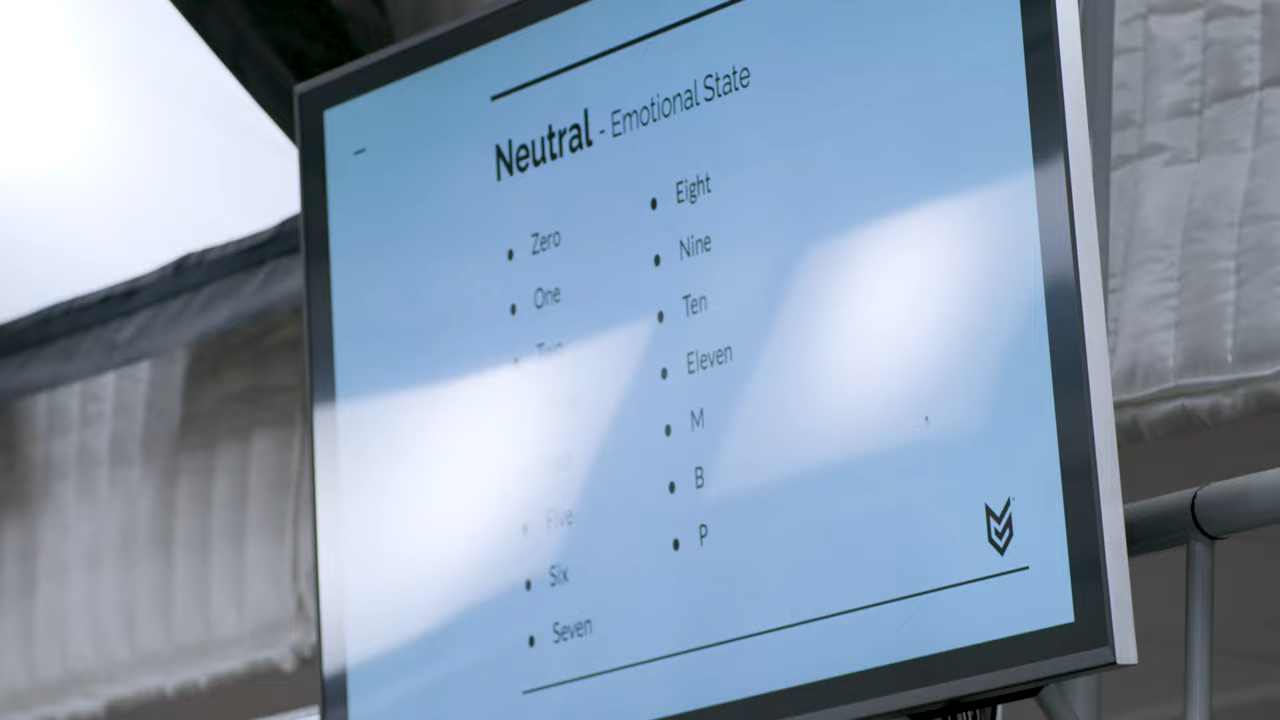 Neutral - Emotional State
Zero
One
Five
Six
Seven
Eight
Nine
Ten
Eleven
M
B
P